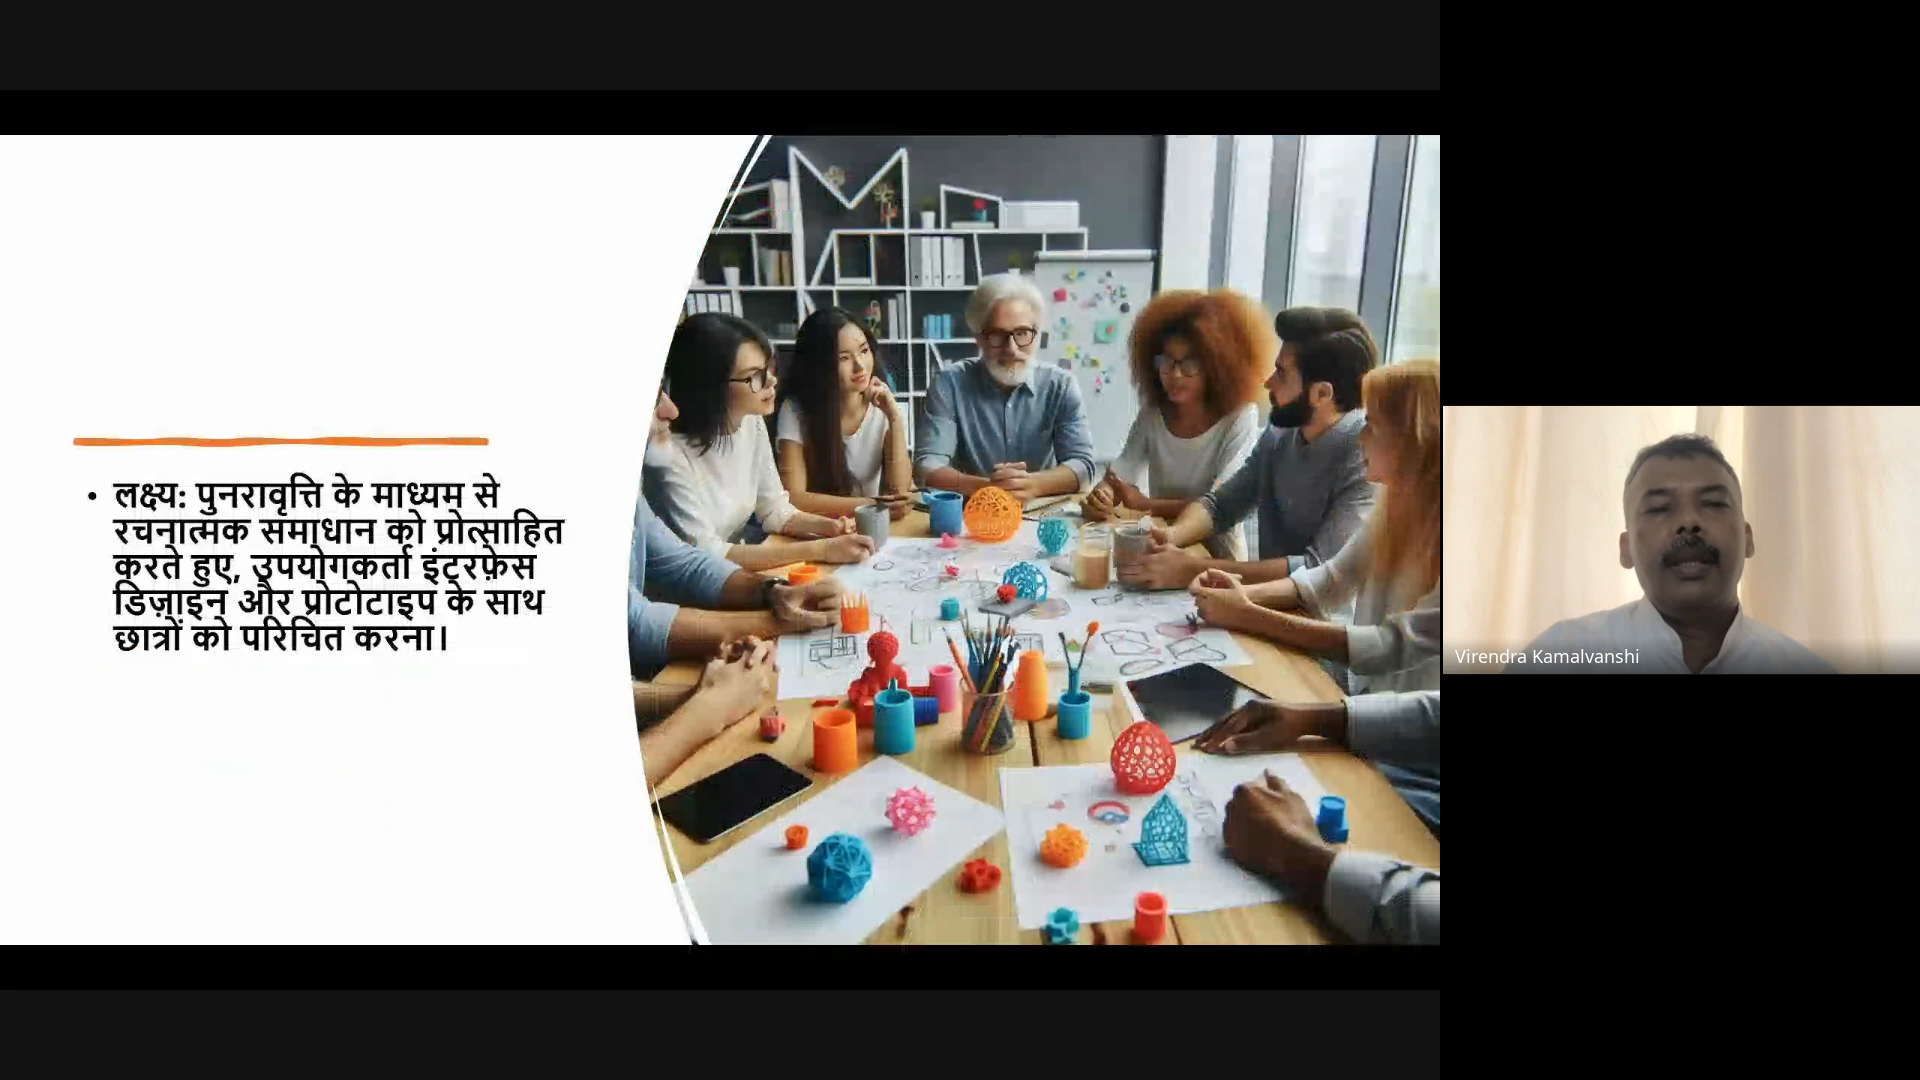 • लक्ष्य: पुनरावृत्ति के माध्यम से
रचनात्मक समाधान को प्रोत्साहित
करते हुए, उपयोगकर्ता इंटरफ़ेस
डिज़ाइन और प्रोटोटाइप के साथ
छात्रों को परिचित करना।
Virendra Kamalvanshi